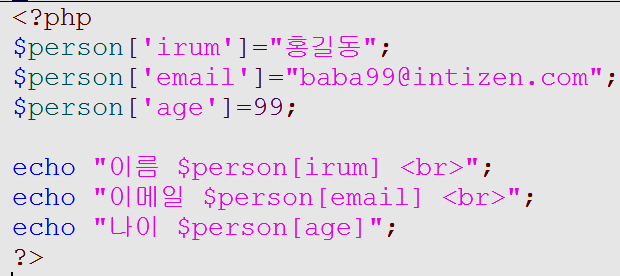 <?php
$person['irum']="홍길동";
$person['email']="baba99@intizen.com";
$person['age']=99;
echo "이름 $person[irum] <br>";
echo "이메일 $person[email] <br>";
echo "나이 $person[age]";
?>